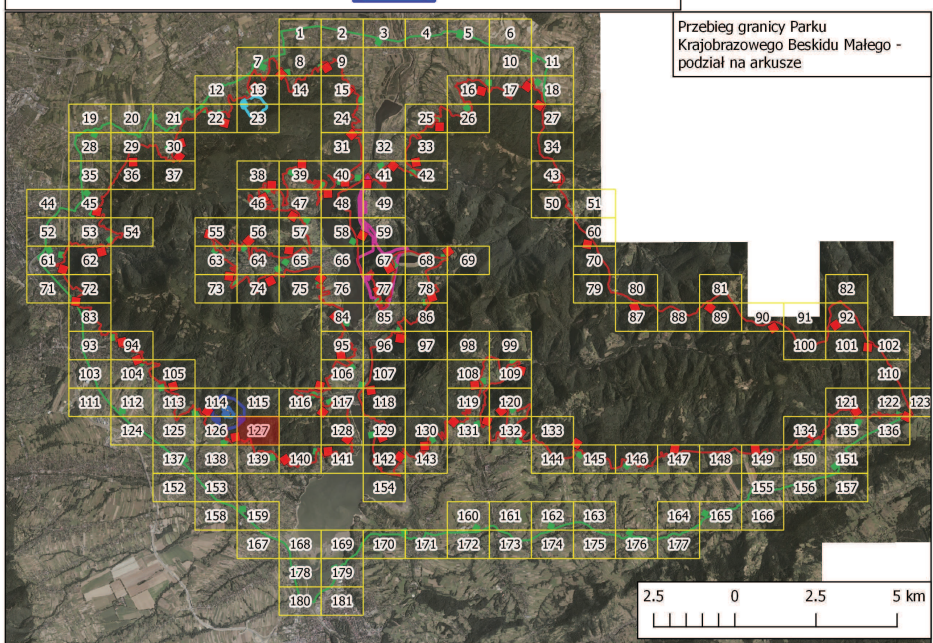 Przebieg granicy Parku
Krajobrazowego Beskidu Małego -
podział na arkusze
1 2 3 4 5 6
7 8 9 10 11
12 13 14 15 16 17 18
19 20 21 22 23 24 25 26 27
28 29 30 31 32 33 34
35 36 37 38 39 40 41 42 43
44 45 46 47 48 49 50 51
52 53 54 55 56 57 58 59 60
61 62 63 64 65 66 67 68 69 70
71 72 73 74 75 76 77 78 79 80 81 82
83 84 85 86 87 88 89 90 91 92
93 94 95 96 97 98 99 100 101 102
103 104 105 106 107 108 109 110
111 112 113 114 115 116 117 118 119 120 121 122 123
124 125 126 127 128 129 130 131 132 133 134 135 136
137 138 139 140 141 142 143 144 145 146 147 148 149 150 151
152 153 154 155 156 157
158 159 160 161 162 163 164 165 166
167 168 169 170 171 172 173 174 175 176 177
178 179
180 181
2.5 0 2.5 5 km